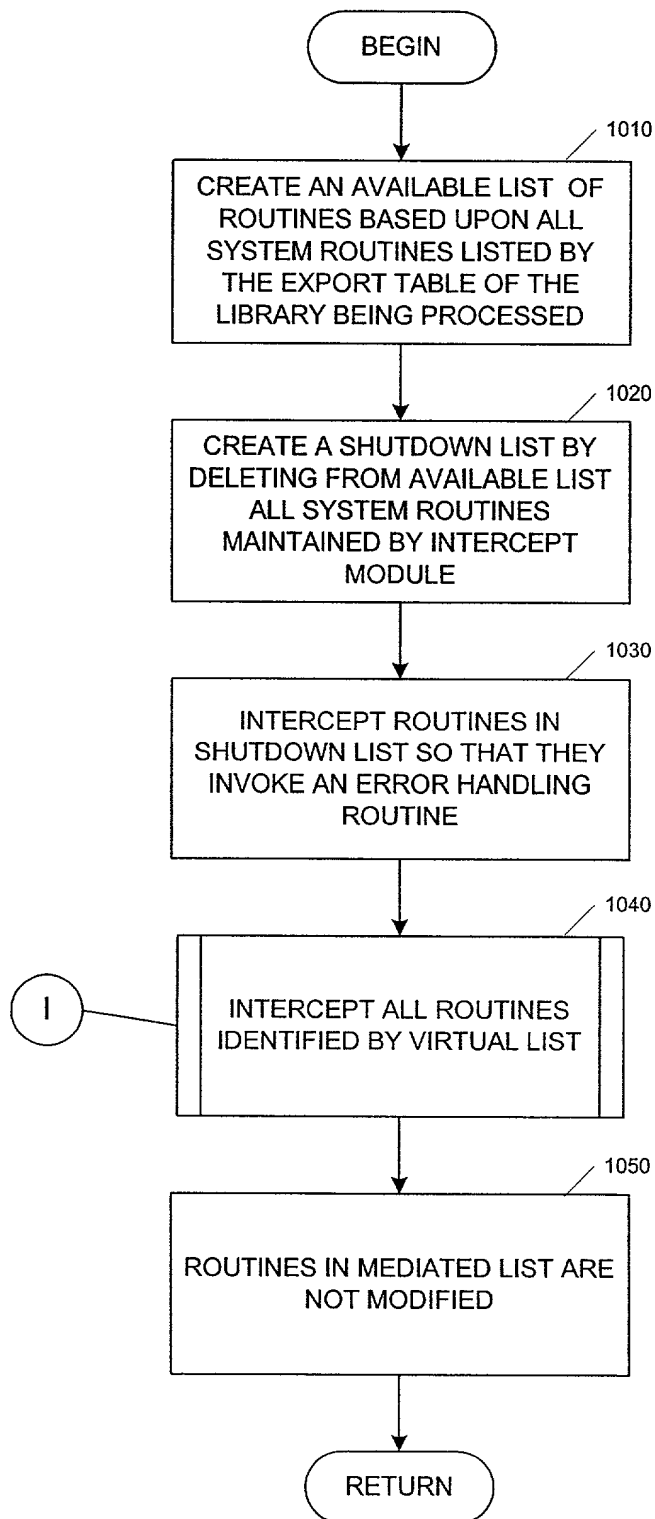 BEGIN
1010
CREATE AN AVAILABLE LIST OF
ROUTINES BASED UPON ALL
SYSTEM ROUTINES LISTED BY
THE EXPORT TABLE OF THE
LIBRARY BEING PROCESSED
1020
CREATE A SHUTDOWN LIST BY
DELETING FROM AVAILABLE LIST
ALL SYSTEM ROUTINES
MAINTAINED BY INTERCEPT
MODULE
1030
INTERCEPT ROUTINES IN
SHUTDOWN LIST SO THAT THEY
INVOKE AN ERROR HANDLING
ROUTINE
1040
I
INTERCEPT ALL ROUTINES
IDENTIFIED BY VIRTUAL LIST
1050
ROUTINES IN MEDIATED LIST ARE
NOT MODIFIED
RETURN